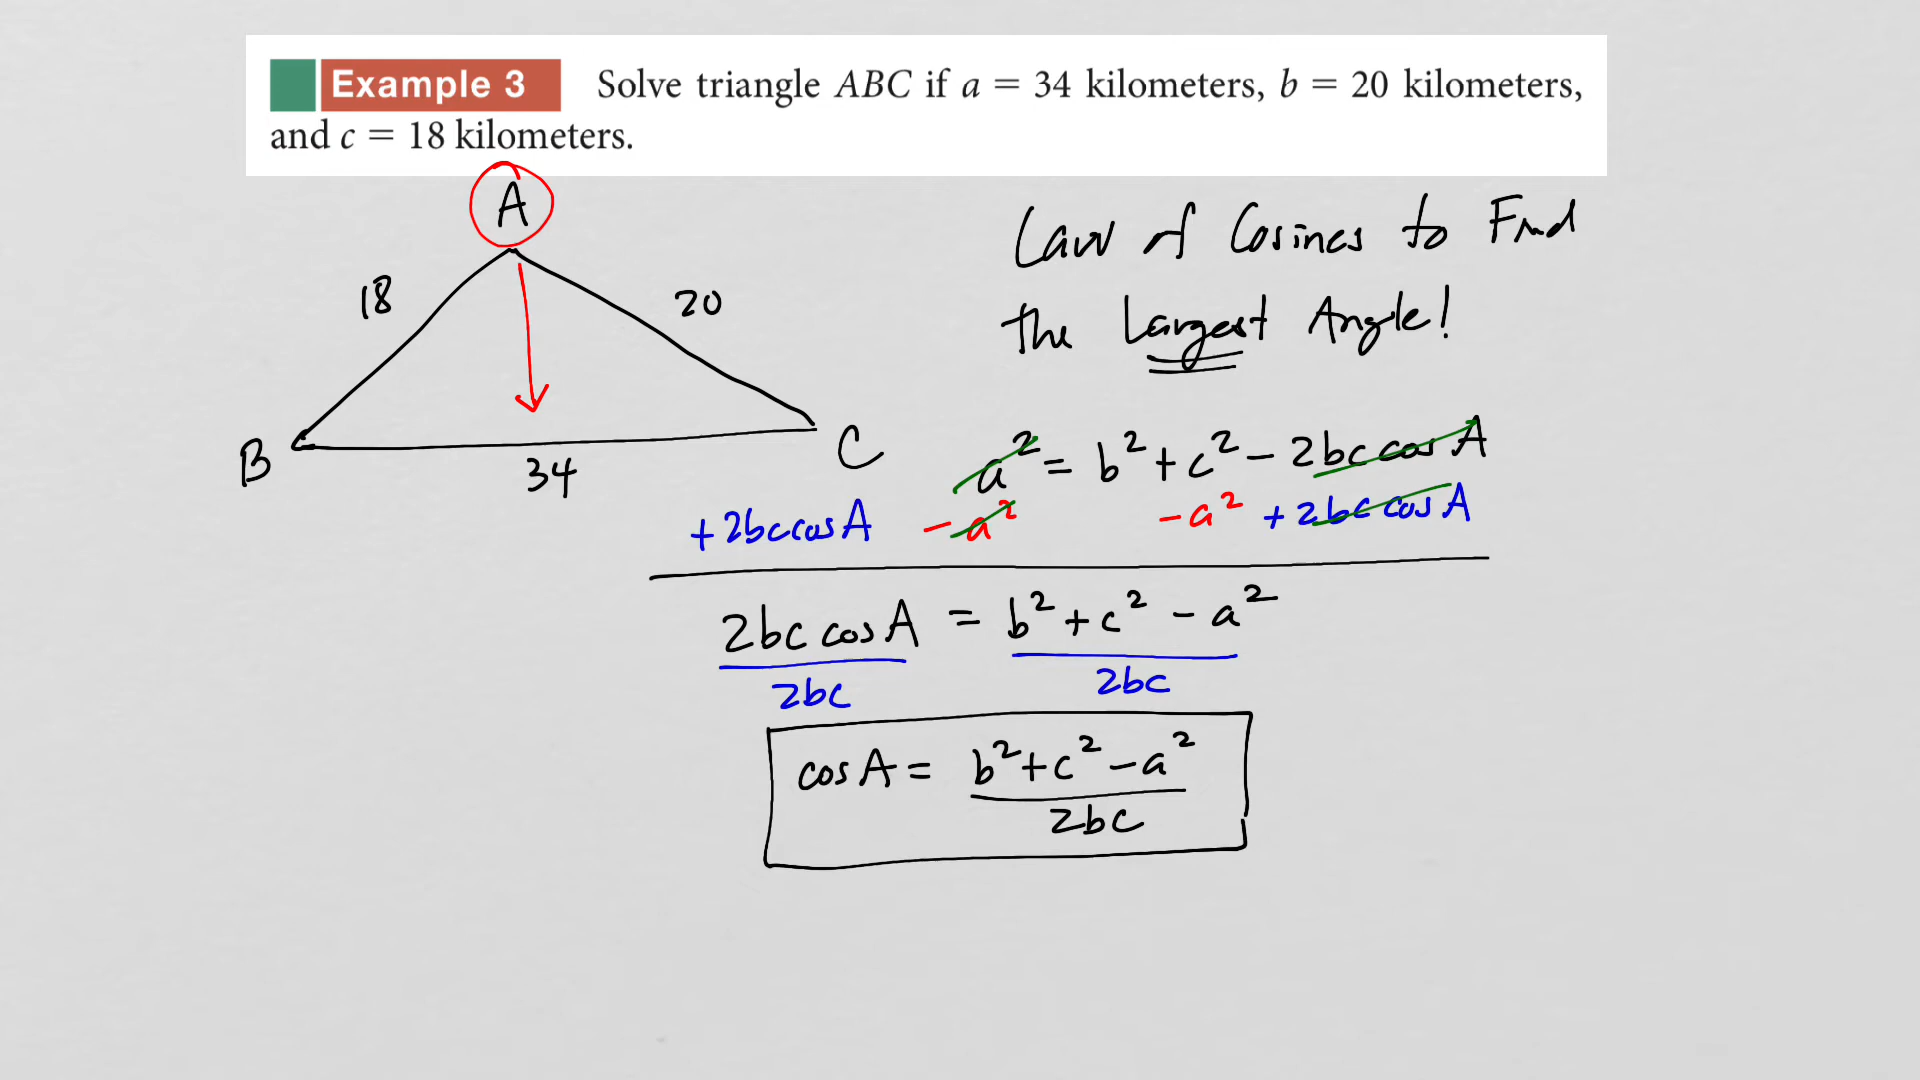 Example 3 Solve triangle ABC if a = 34 kilometers, b = 20 kilometers,
and c = 18 kilometers.
A
18
20
B
34
C
Law of Cosines to Find
the Largest Angle!
a² = b² + c² − 2bc cos A
+2bc cos A − a² − a² + 2bc cos A
2bc cos A = b² + c² − a²
2bc 2bc
cos A = b² + c² − a²
2bc